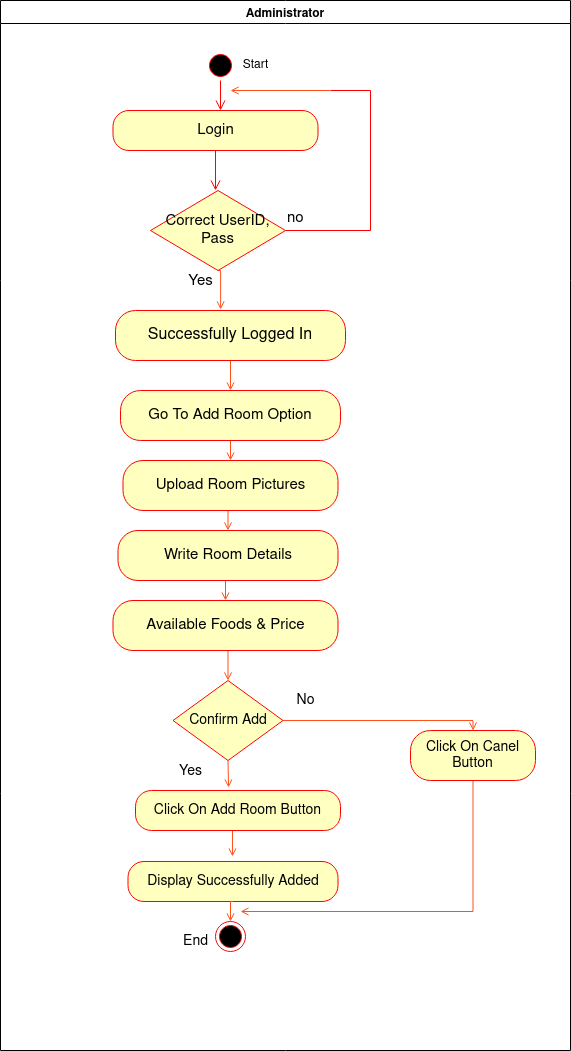 Administrator
Start
Login
Correct UserID,
Pass
no
Yes
Successfully Logged In
Go To Add Room Option
Upload Room Pictures
Write Room Details
Available Foods & Price
Confirm Add
No
Click On Canel
Button
Yes
Click On Add Room Button
Display Successfully Added
End